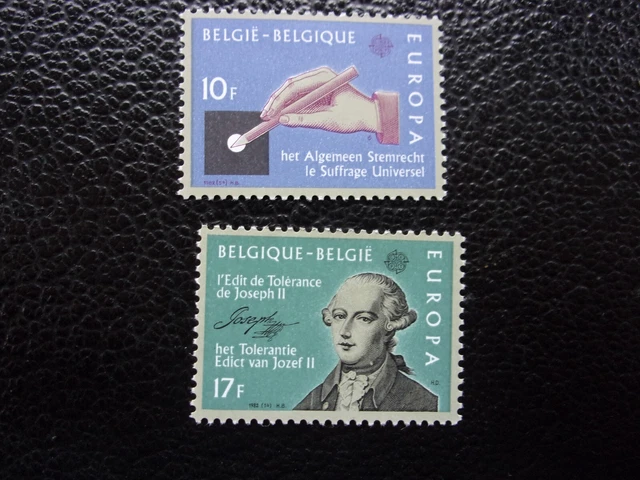 BELGIË-BELGIQUE
EUROPA
10F
het Algemeen Stemrecht
le Suffrage Universel
BELGIQUE-BELGIË
EUROPA
l'Edit de Tolérance
de Joseph II
Joseph
het Tolerantie
Edict van Jozef II
17F